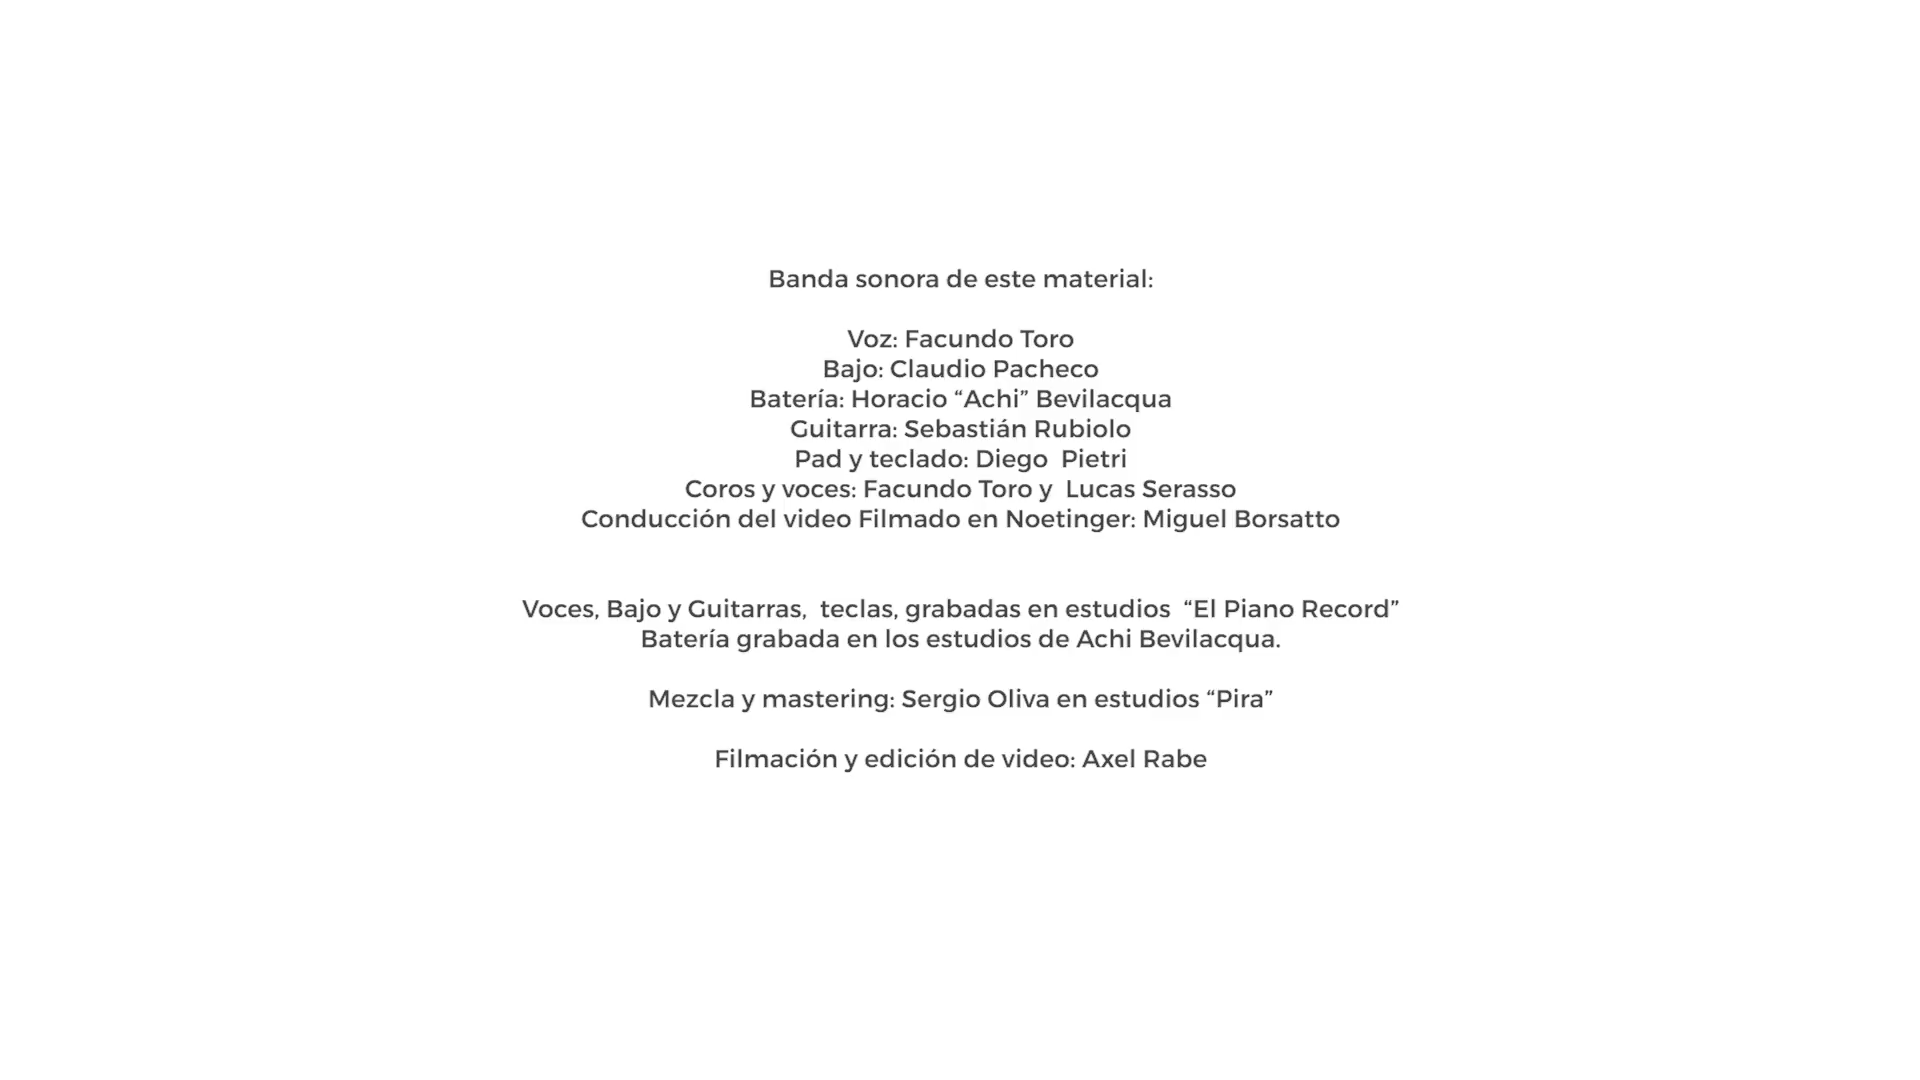 Banda sonora de este material:
Voz: Facundo Toro
Bajo: Claudio Pacheco
Batería: Horacio “Achi” Bevilacqua
Guitarra: Sebastián Rubiolo
Pad y teclado: Diego  Pietri
Coros y voces: Facundo Toro y  Lucas Serasso
Conducción del video Filmado en Noetinger: Miguel Borsatto
Voces, Bajo y Guitarras,  teclas, grabadas en estudios  “El Piano Record”
Batería grabada en los estudios de Achi Bevilacqua.
Mezcla y mastering: Sergio Oliva en estudios “Pira”
Filmación y edición de video: Axel Rabe